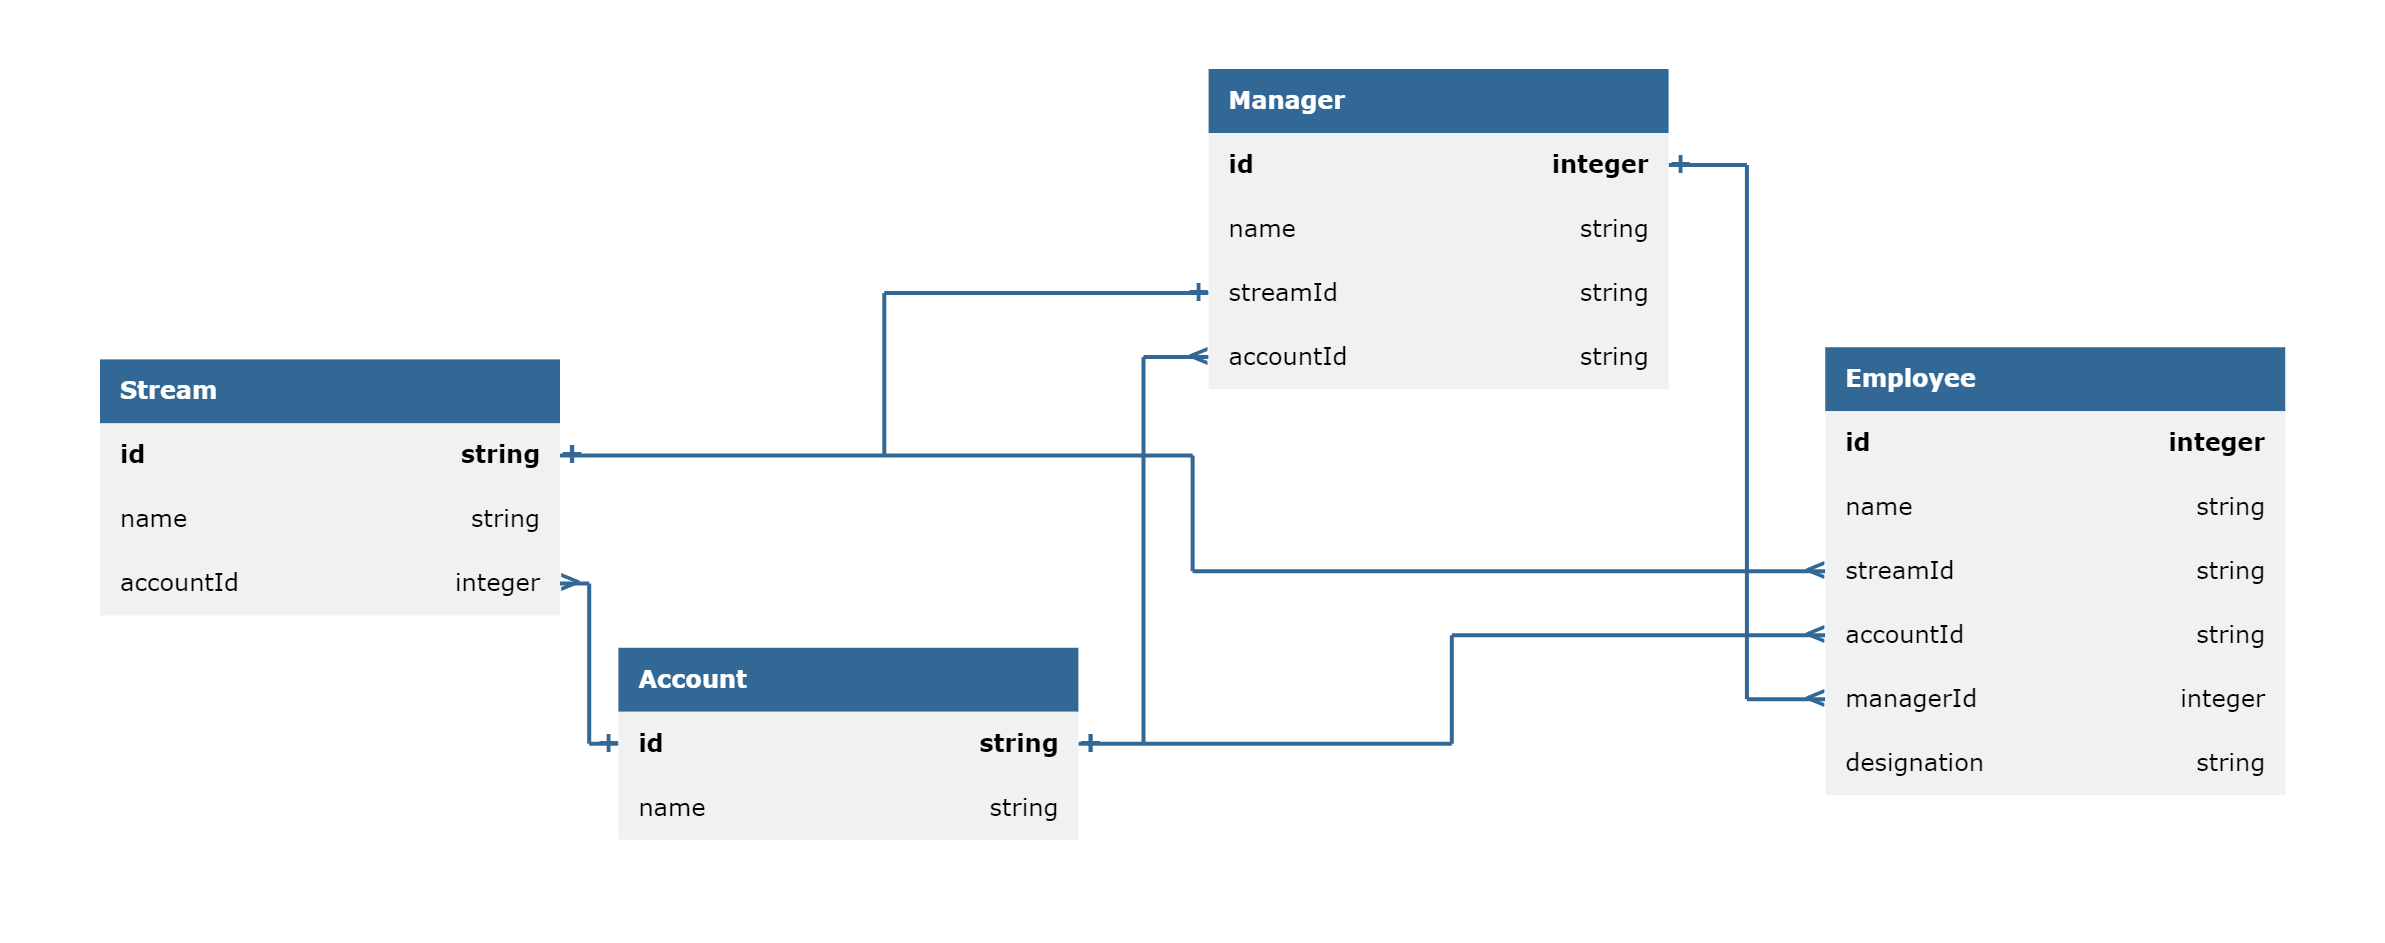 Manager
id integer
name string
streamId string
accountId string
Stream
id string
name string
accountId integer
Employee
id integer
name string
streamId string
accountId string
managerId integer
designation string
Account
id string
name string